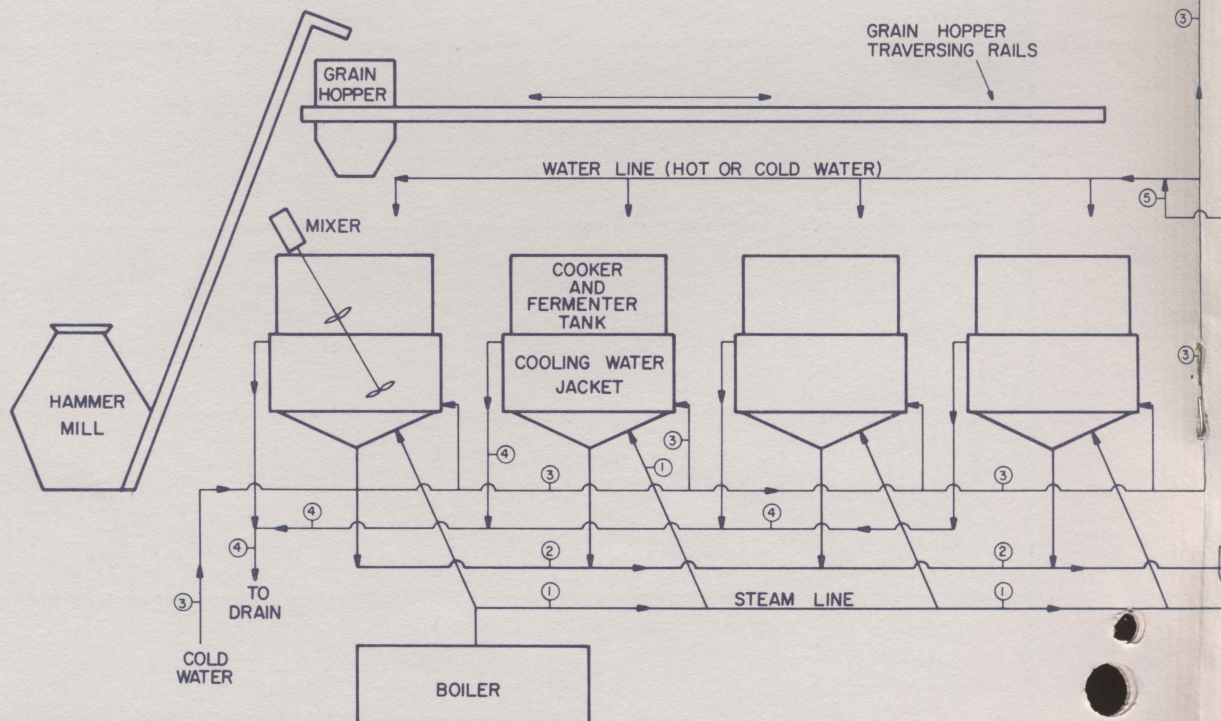 GRAIN HOPPER
TRAVERSING RAILS
③
GRAIN
HOPPER
WATER LINE (HOT OR COLD WATER)
⑤
MIXER
COOKER
AND
FERMENTER
TANK
COOLING WATER
JACKET
③
HAMMER
MILL
④
③
①
③
③
④
④
④
②
②
TO
DRAIN
③
①
STEAM LINE
①
COLD
WATER
BOILER